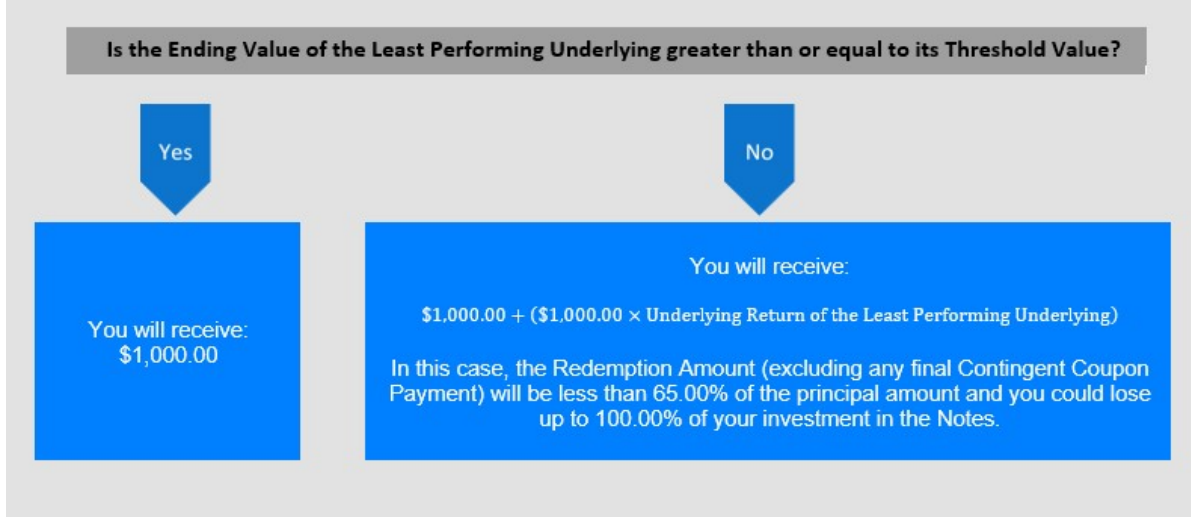 Is the Ending Value of the Least Performing Underlying greater than or equal to its Threshold Value?
Yes
No
You will receive:
$1,000.00
You will receive:
$1,000.00 + ($1,000.00 × Underlying Return of the Least Performing Underlying)
In this case, the Redemption Amount (excluding any final Contingent Coupon
Payment) will be less than 65.00% of the principal amount and you could lose
up to 100.00% of your investment in the Notes.